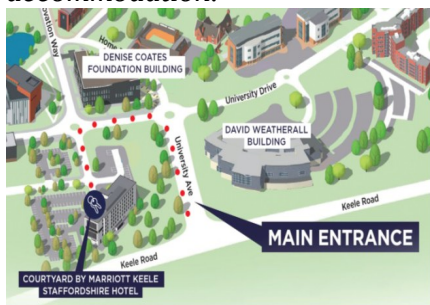 DENISE COATES
FOUNDATION BUILDING
University Drive
DAVID WEATHERALL
BUILDING
University Ave
MAIN ENTRANCE
Keele Road
Keele Road
COURTYARD BY MARRIOTT KEELE
STAFFORDSHIRE HOTEL